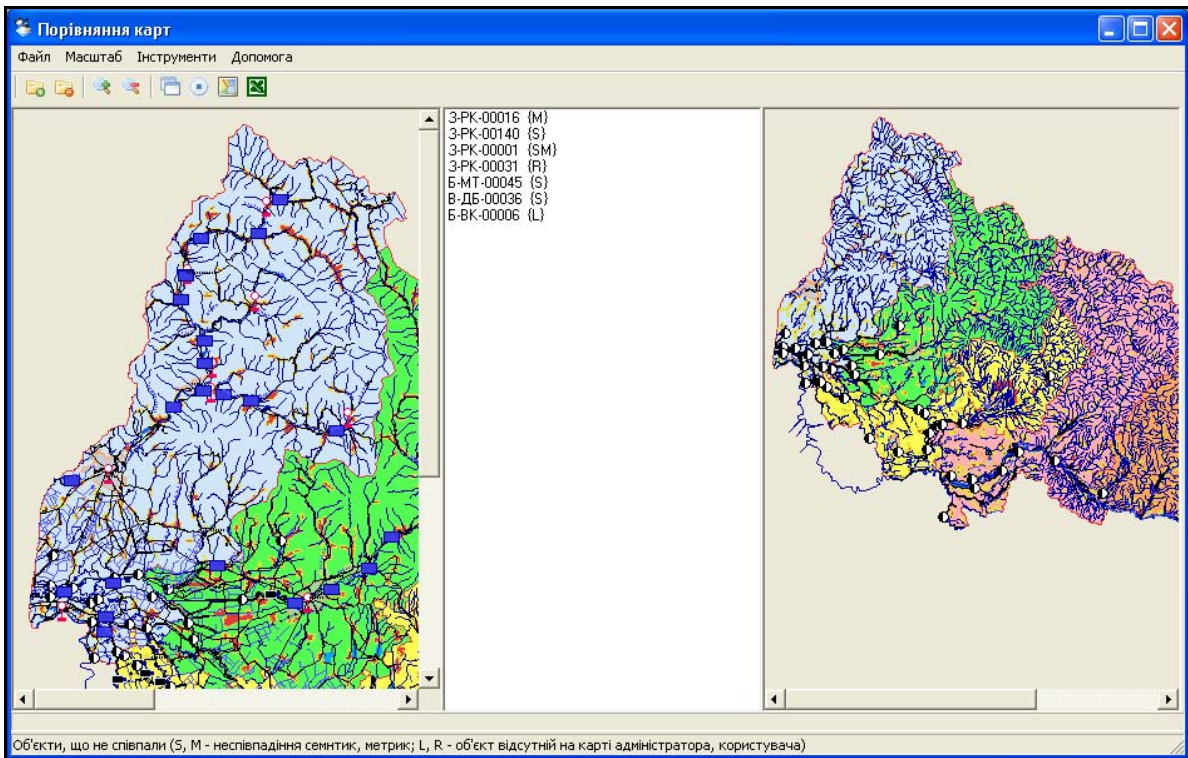 Порівняння карт
Файл Масштаб Інструменти Допомога
З-РК-00016 {M}
З-РК-00140 {S}
З-РК-00001 {SM}
З-РК-00031 {R}
Б-МТ-00045 {S}
В-ДБ-00036 {S}
Б-ВК-00006 {L}
Об'єкти, що не співпали (S, M - неспівпадіння семнтик, метрик; L, R - об'єкт відсутній на карті адміністратора, користувача)